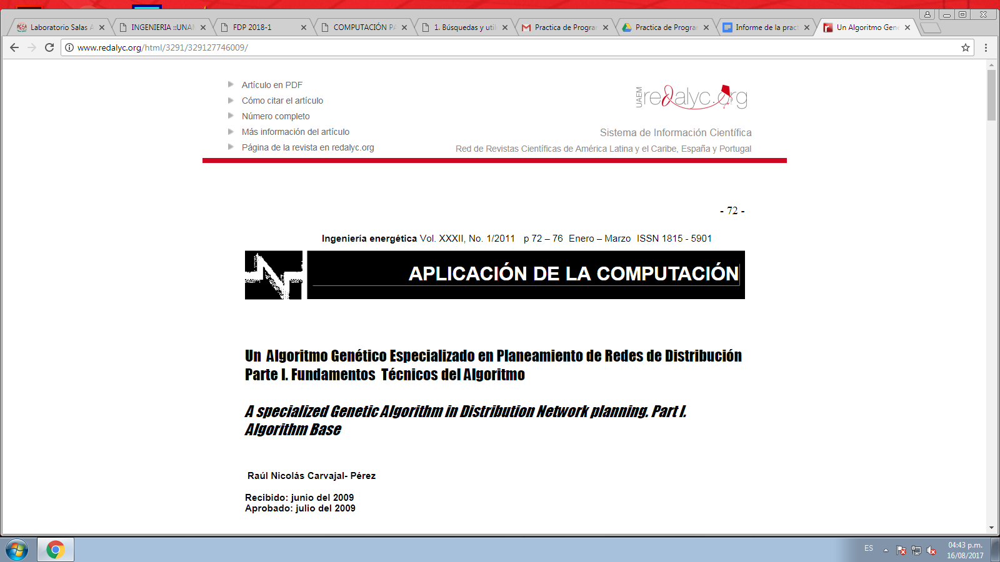 Laboratorio Salas A
INGENIERIA ::UNAM
FDP 2018-1
COMPUTACIÓN PA
1. Búsquedas y util
Practica de Program
Practica de Program
Informe de la pract
Un Algoritmo Gen
www.redalyc.org/html/3291/329127746009/
Artículo en PDF
Cómo citar el artículo
Número completo
Más información del artículo
Página de la revista en redalyc.org
UAEM
redalyc.org
Sistema de Información Científica
Red de Revistas Científicas de América Latina y el Caribe, España y Portugal
- 72 -
Ingeniería energética Vol. XXXII, No. 1/2011 p 72 – 76 Enero – Marzo ISSN 1815 - 5901
APLICACIÓN DE LA COMPUTACIÓN
Un Algoritmo Genético Especializado en Planeamiento de Redes de Distribución
Parte I. Fundamentos Técnicos del Algoritmo
A specialized Genetic Algorithm in Distribution Network planning. Part I.
Algorithm Base
Raúl Nicolás Carvajal- Pérez
Recibido: junio del 2009
Aprobado: julio del 2009
ES
04:43 p.m.
16/08/2017